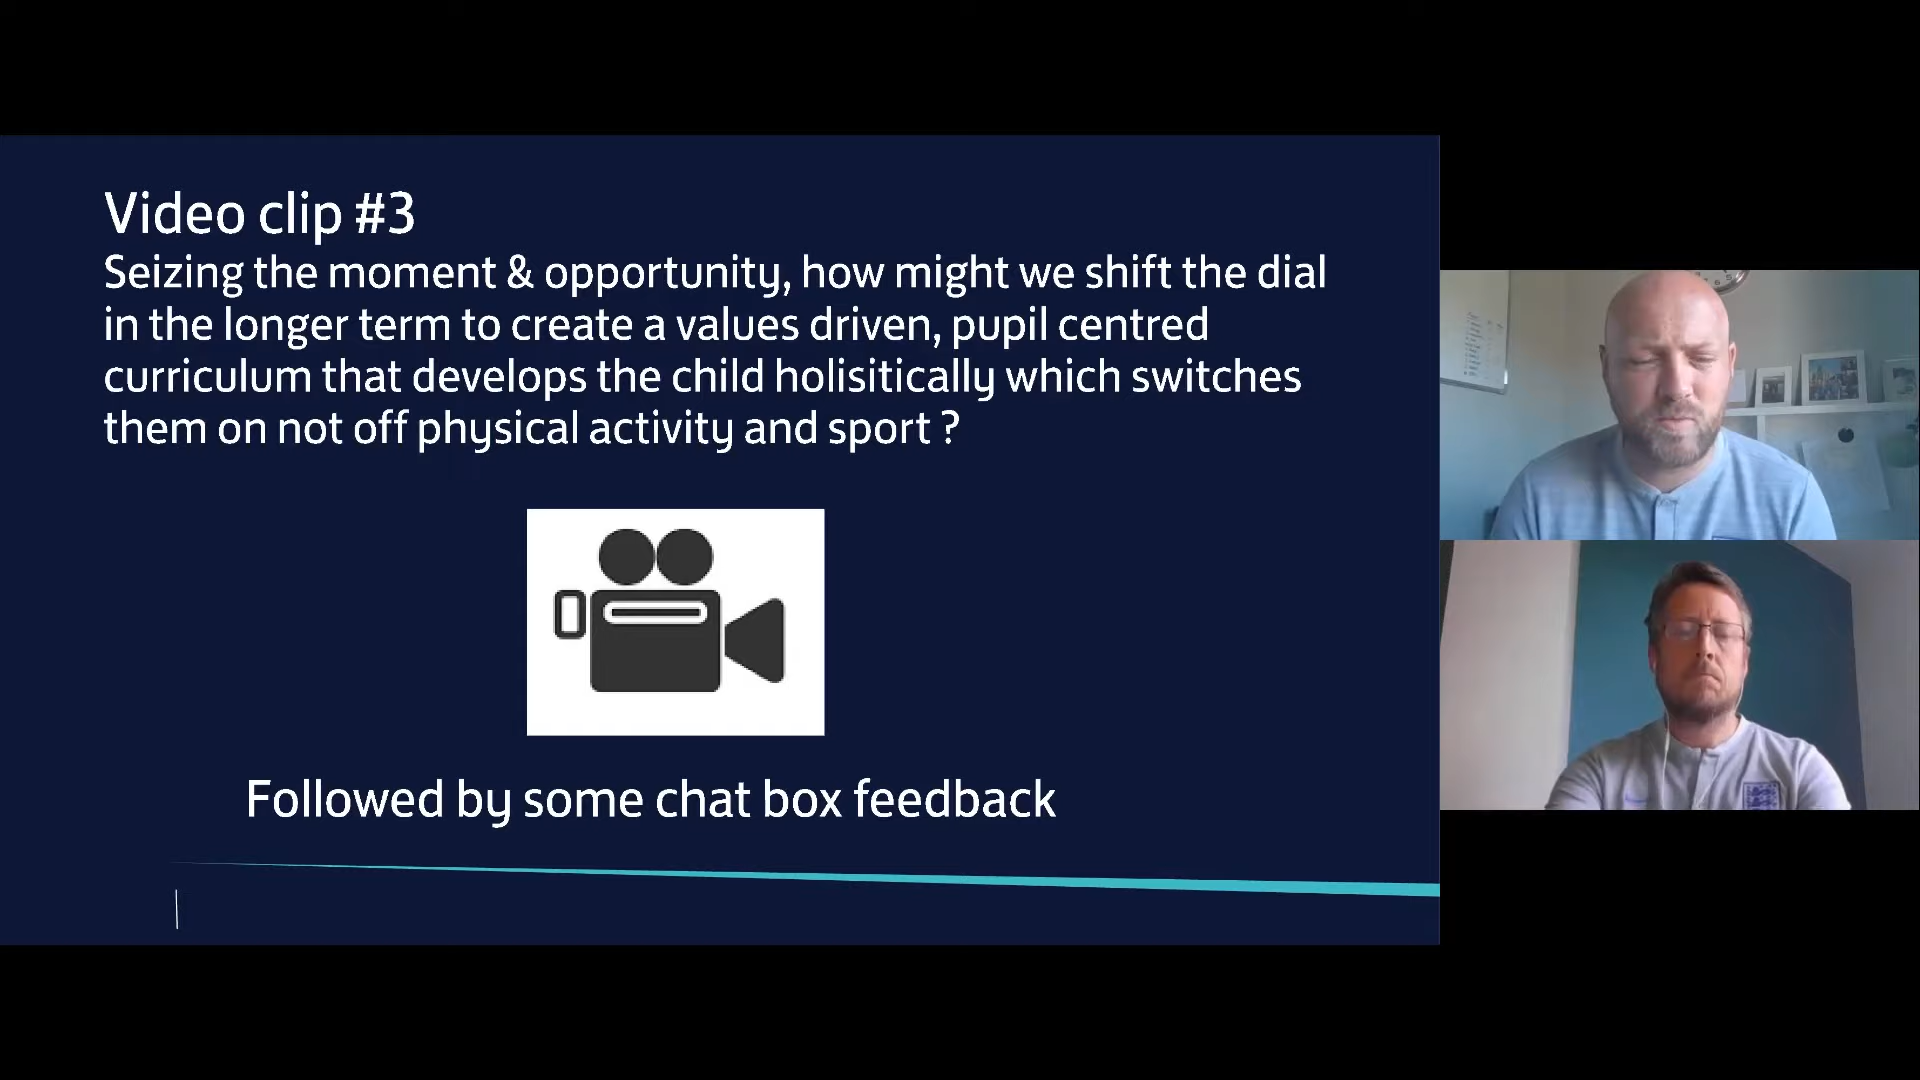 Video clip #3
Seizing the moment & opportunity, how might we shift the dial
in the longer term to create a values driven, pupil centred
curriculum that develops the child holisitically which switches
them on not off physical activity and sport ?
Followed by some chat box feedback